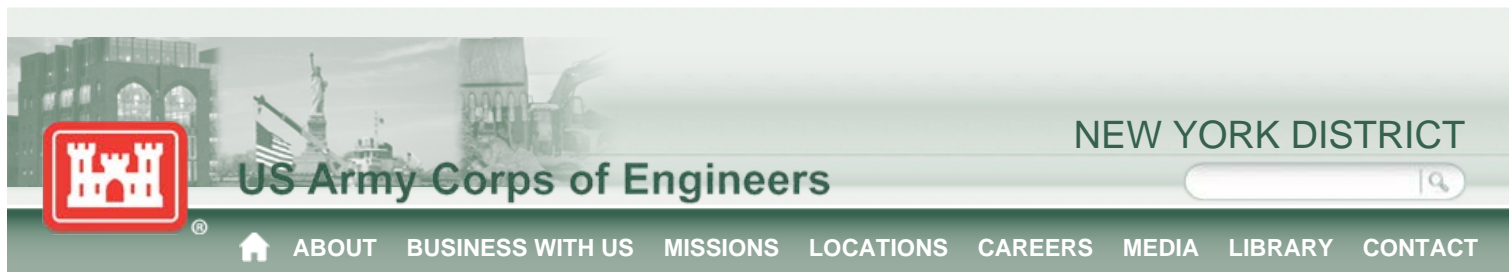 NEW YORK DISTRICT
US Army Corps of Engineers
®
ABOUT BUSINESS WITH US MISSIONS LOCATIONS CAREERS MEDIA LIBRARY CONTACT